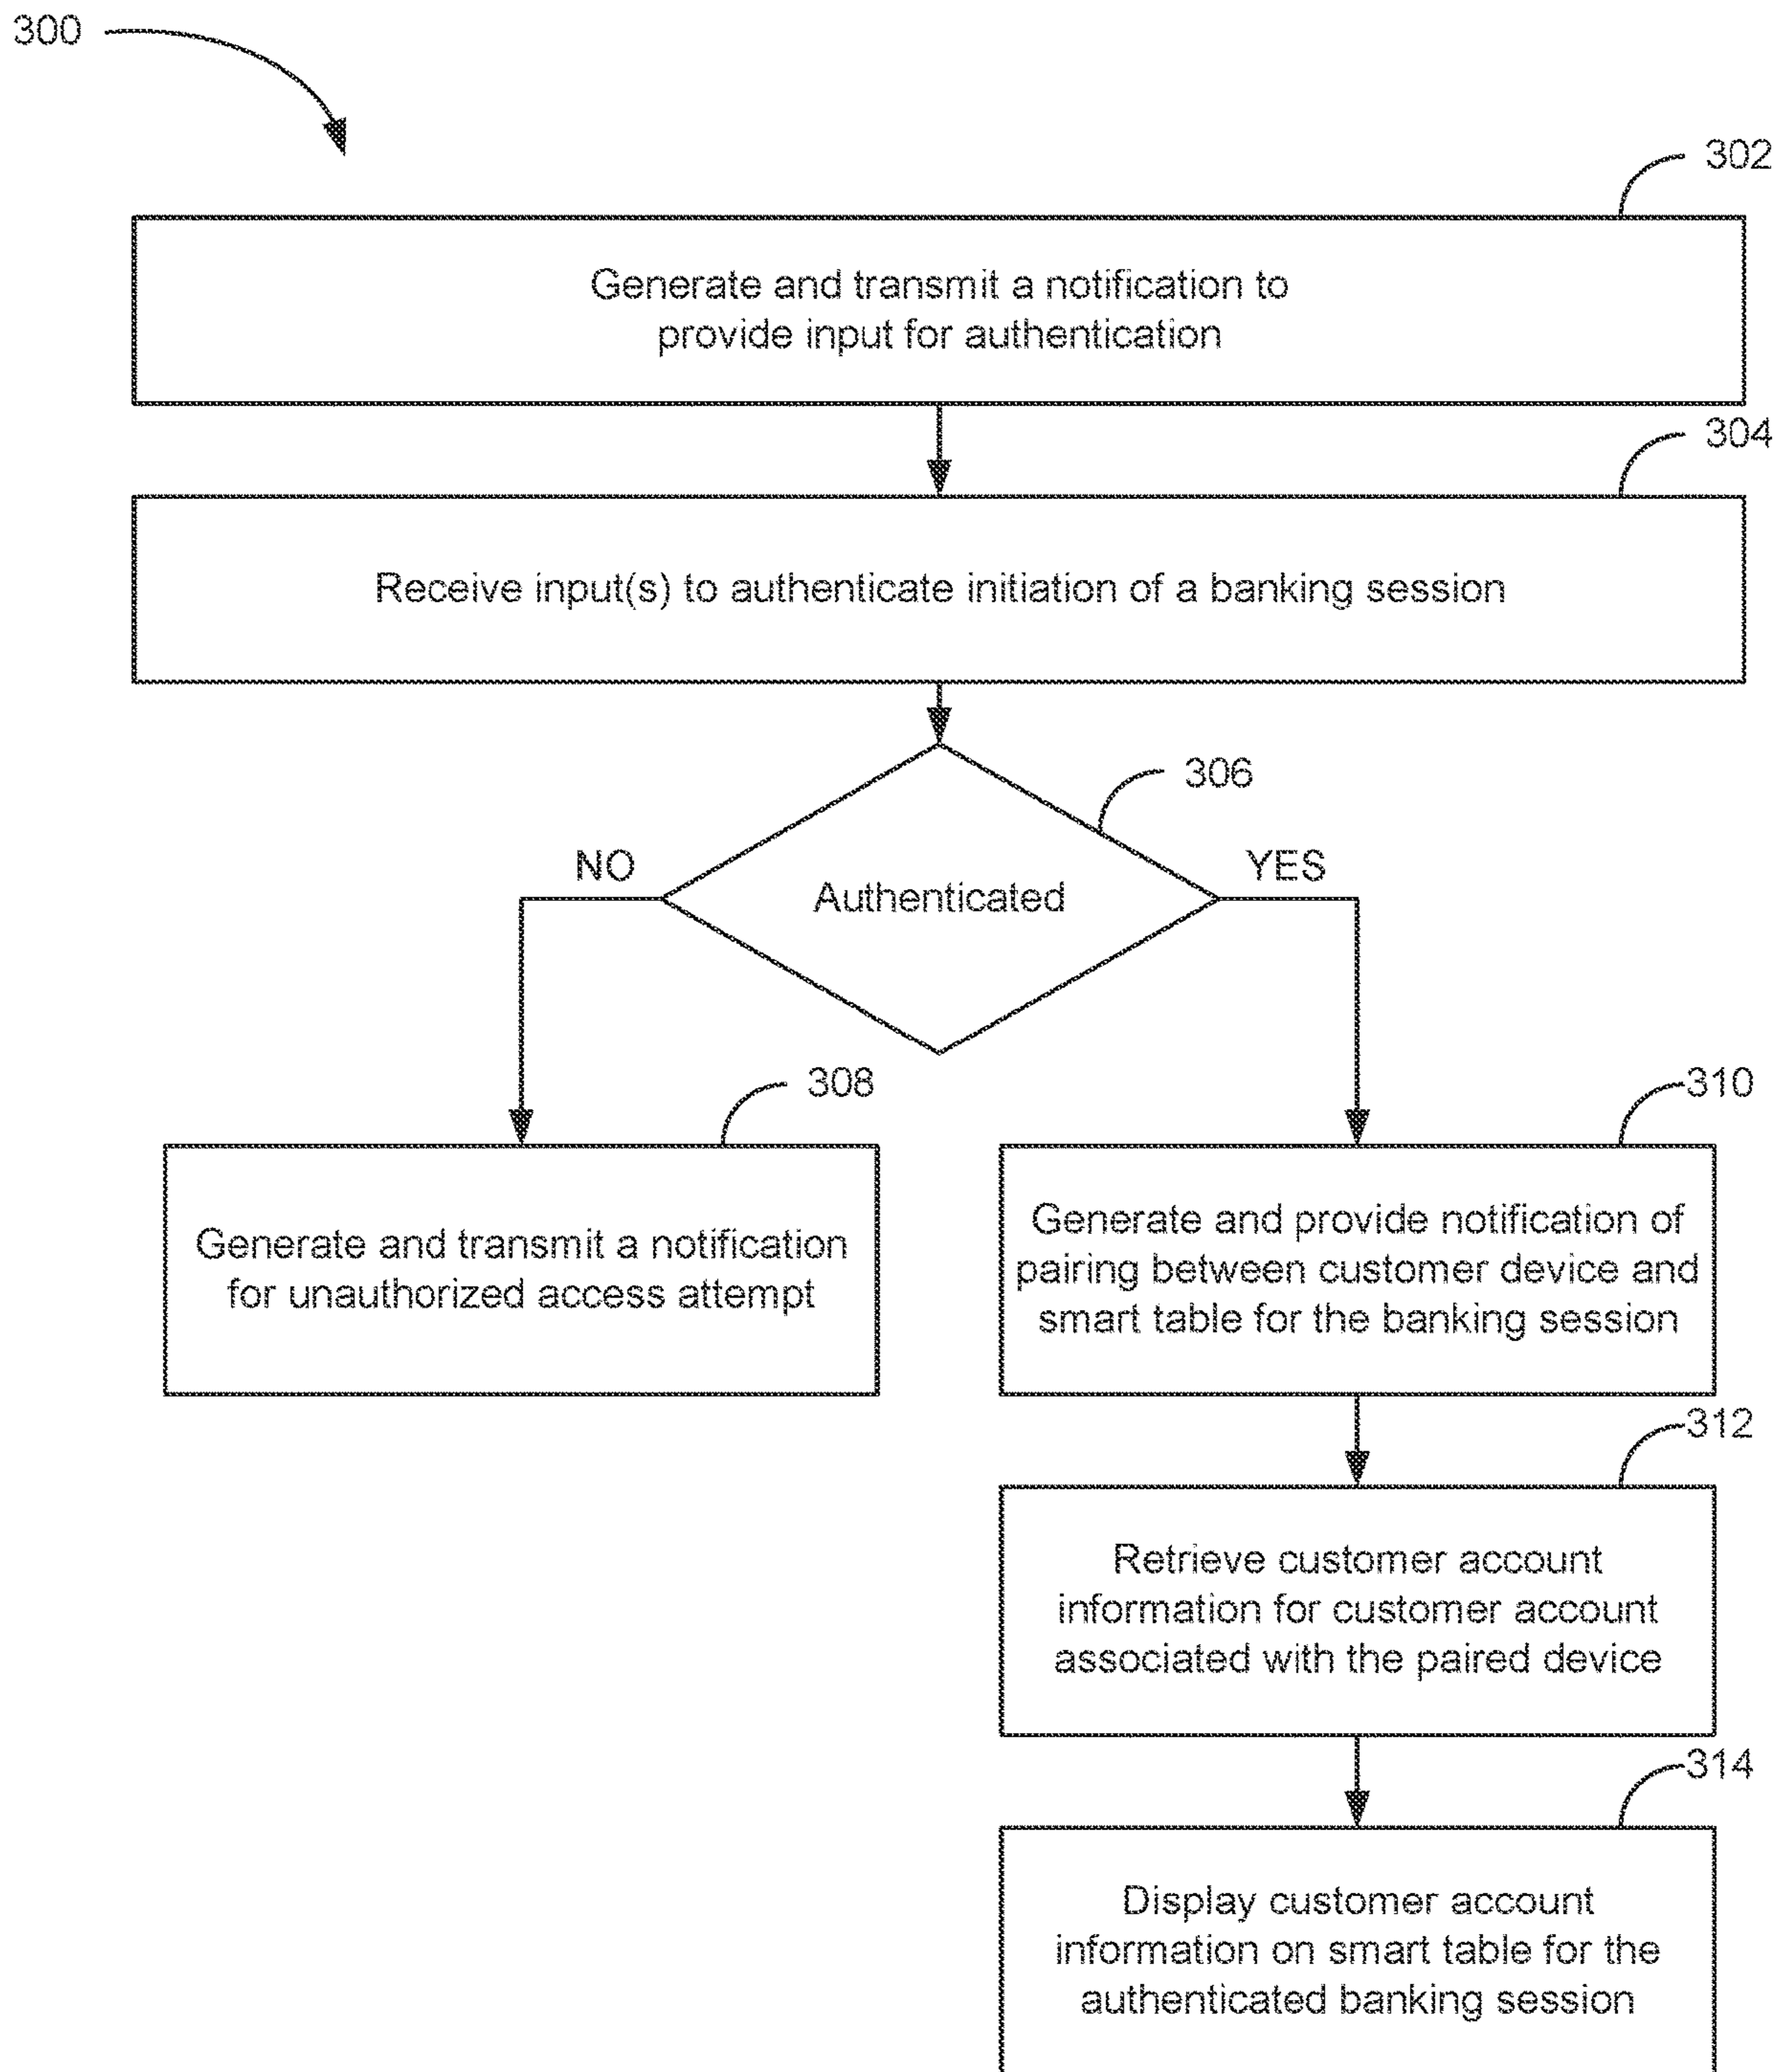 300
302
Generate and transmit a notification to
provide input for authentication
304
Receive input(s) to authenticate initiation of a banking session
306
NO
YES
Authenticated
308
310
Generate and transmit a notification
for unauthorized access attempt
Generate and provide notification of
pairing between customer device and
smart table for the banking session
312
Retrieve customer account
information for customer account
associated with the paired device
314
Display customer account
information on smart table for the
authenticated banking session